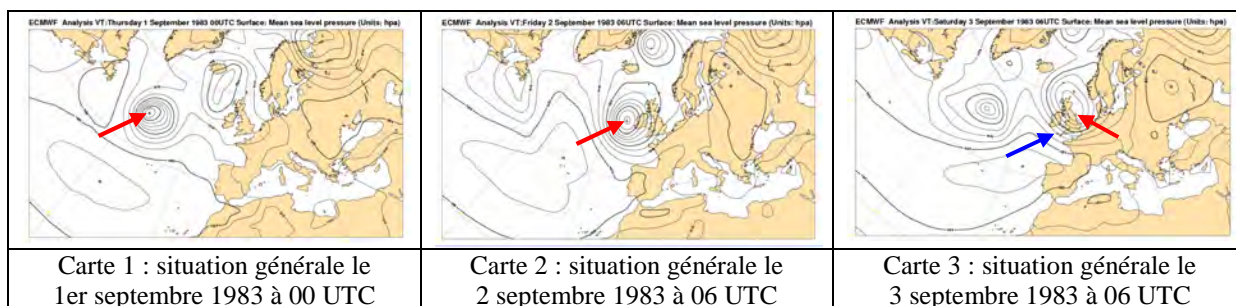 ECMWF Analysis VT:Thursday 1 September 1983 00UTC Surface: Mean sea level pressure (Units: hpa)
ECMWF Analysis VT:Friday 2 September 1983 06UTC Surface: Mean sea level pressure (Units: hpa)
ECMWF Analysis VT:Saturday 3 September 1983 06UTC Surface: Mean sea level pressure (Units: hpa)
Carte 1 : situation générale le
1er septembre 1983 à 00 UTC
Carte 2 : situation générale le
2 septembre 1983 à 06 UTC
Carte 3 : situation générale le
3 septembre 1983 à 06 UTC